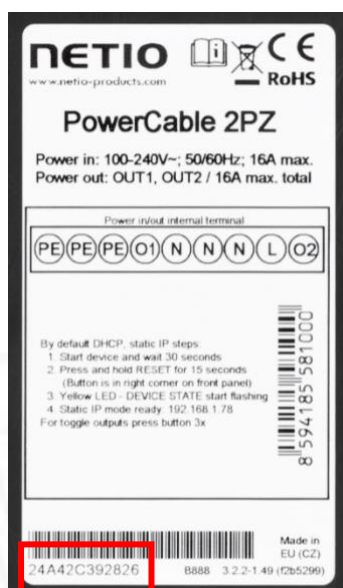 NETIO
www.netio-products.com
CE
RoHS
PowerCable 2PZ
Power in: 100-240V~; 50/60Hz; 16A max.
Power out: OUT1, OUT2 / 16A max. total
Power in/out internal terminal
PE PE PE O1 N N N L O2
By default DHCP, static IP steps:
1. Start device and wait 30 seconds
2. Press and hold RESET for 15 seconds
(Button is in right corner on front panel)
3. Yellow LED - DEVICE STATE start flashing
4. Static IP mode ready: 192.168.1.78
For toggle outputs press button 3x
8 594185 581000
Made in
EU (CZ)
24A42C392826 B888 3.2.2-1.49 (f2b5299)